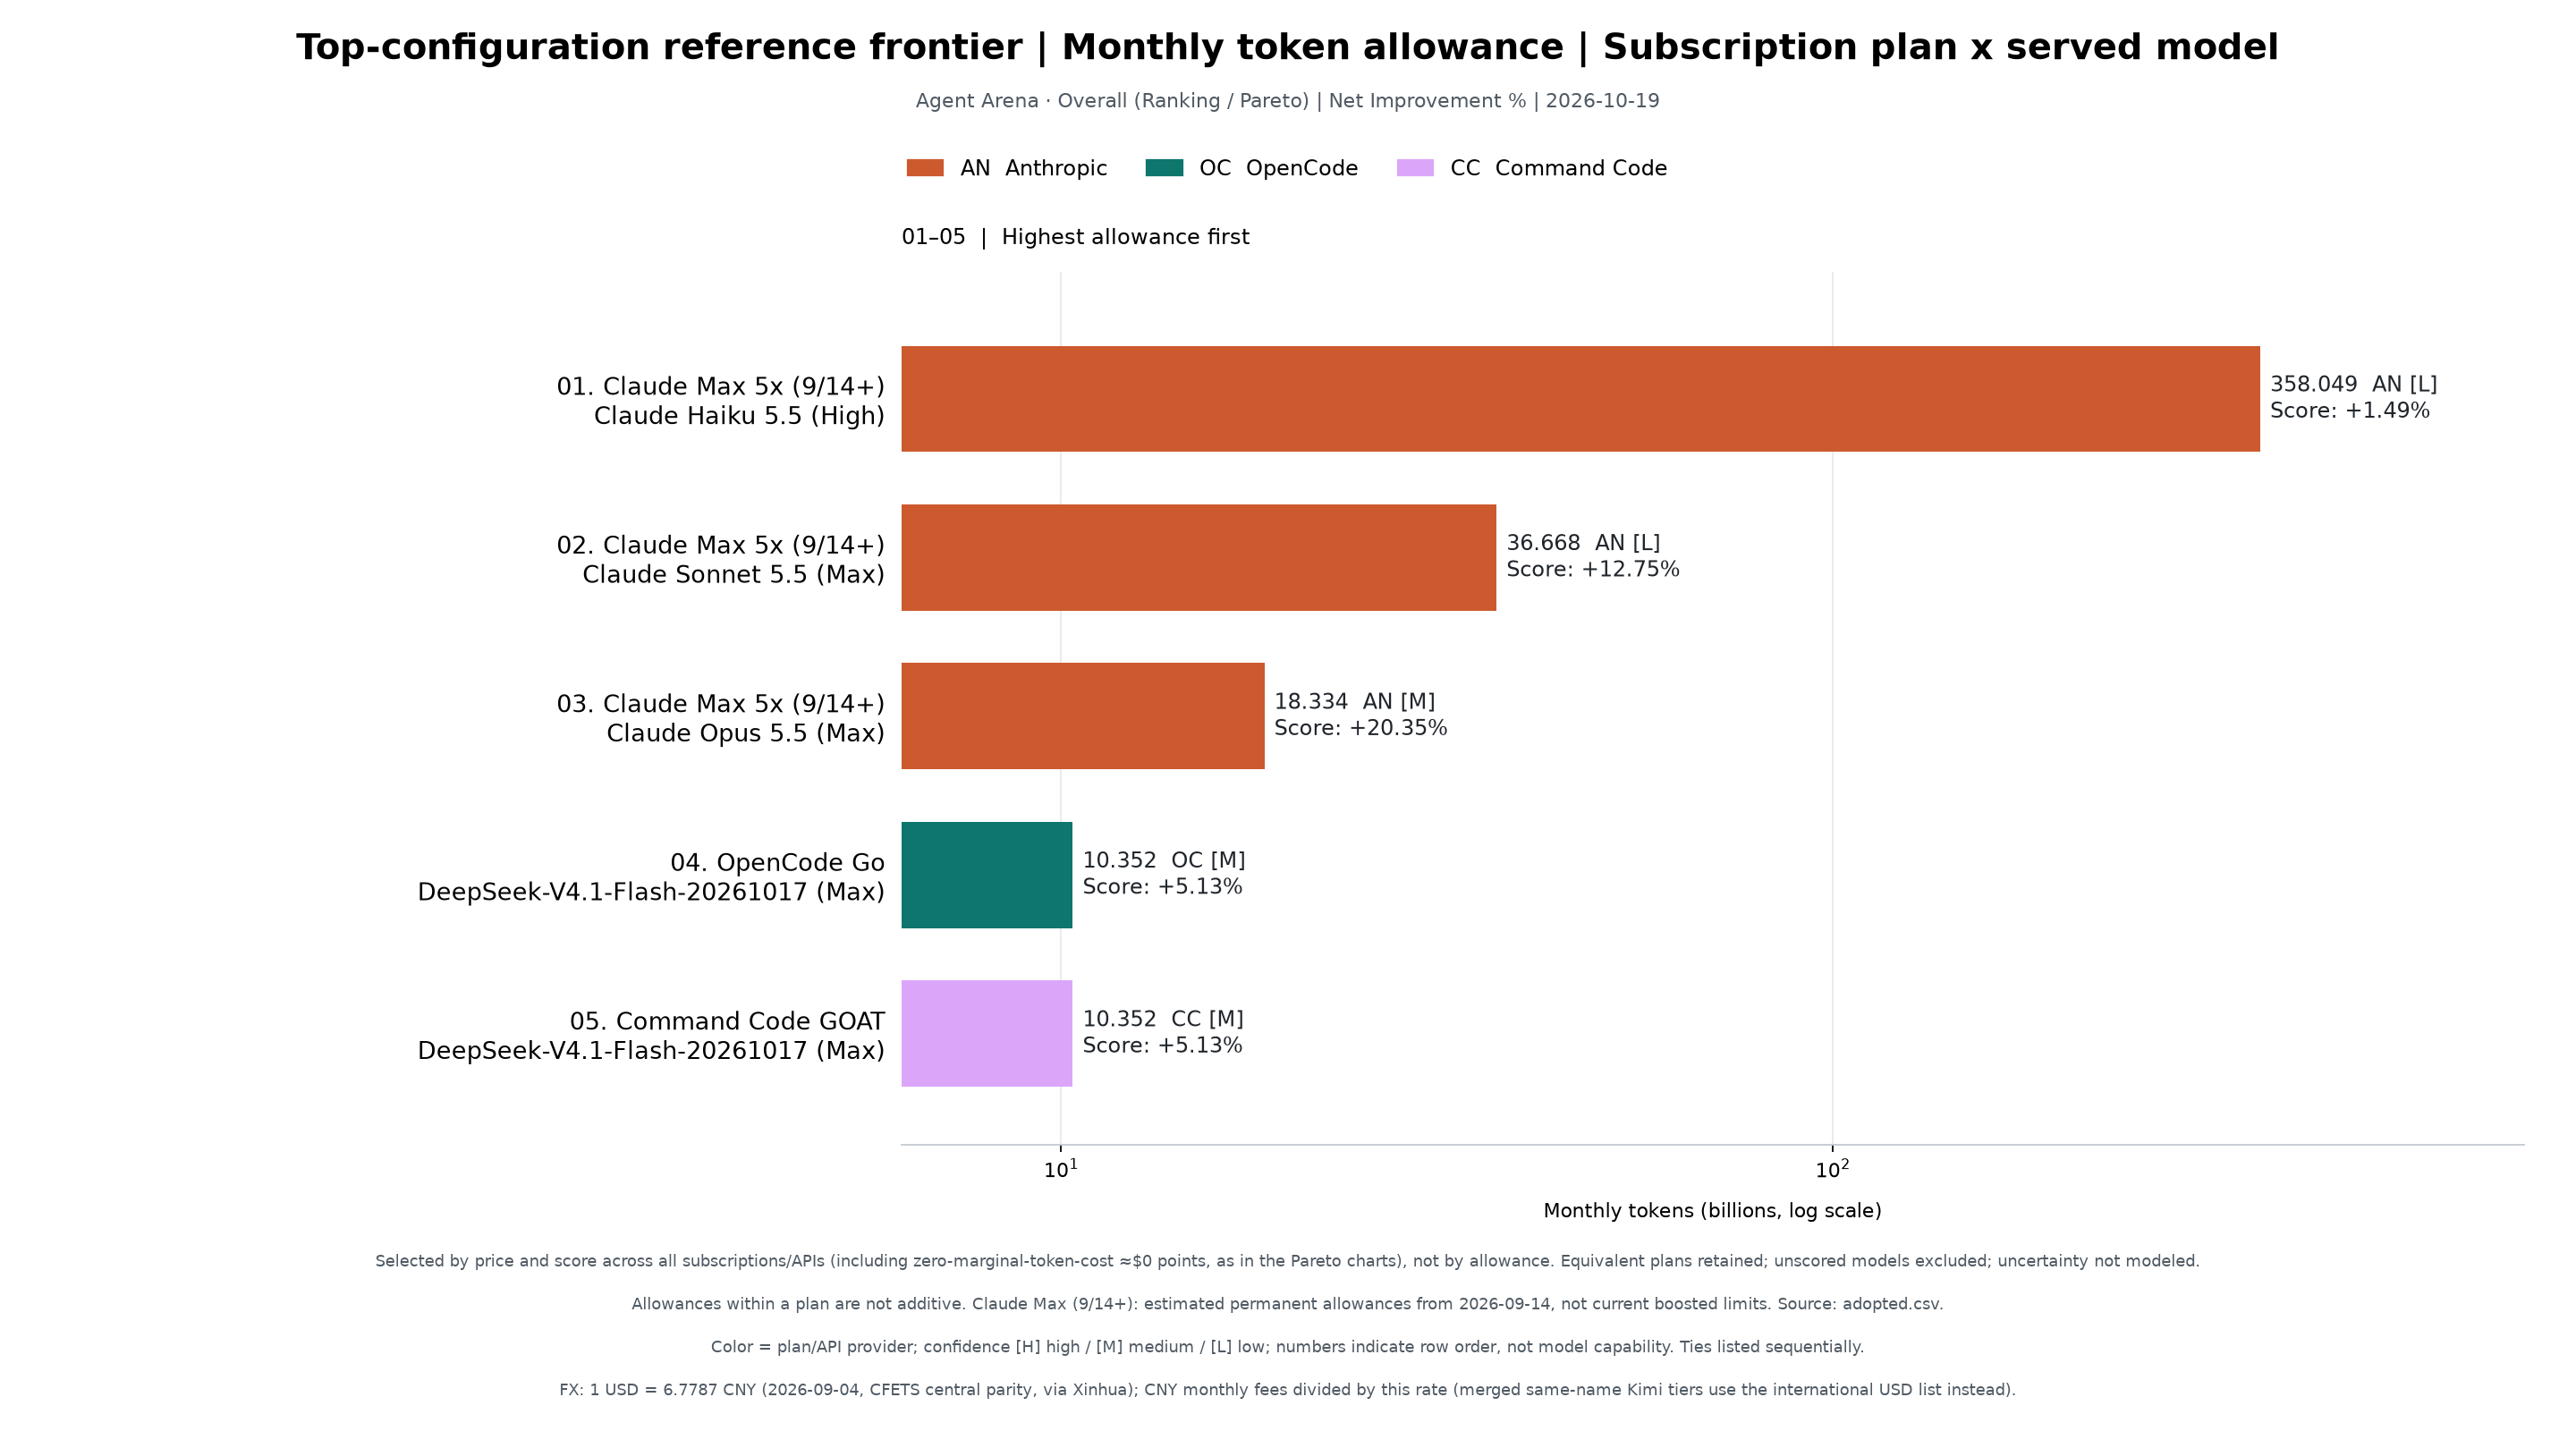 Top-configuration reference frontier | Monthly token allowance | Subscription plan x served model
Agent Arena · Overall (Ranking / Pareto) | Net Improvement % | 2026-10-19
AN  Anthropic  OC  OpenCode  CC  Command Code
01–05  |  Highest allowance first
01. Claude Max 5x (9/14+)
Claude Haiku 5.5 (High)
358.049  AN [L]
Score: +1.49%
02. Claude Max 5x (9/14+)
Claude Sonnet 5.5 (Max)
36.668  AN [L]
Score: +12.75%
03. Claude Max 5x (9/14+)
Claude Opus 5.5 (Max)
18.334  AN [M]
Score: +20.35%
04. OpenCode Go
DeepSeek-V4.1-Flash-20261017 (Max)
10.352  OC [M]
Score: +5.13%
05. Command Code GOAT
DeepSeek-V4.1-Flash-20261017 (Max)
10.352  CC [M]
Score: +5.13%
10¹  10²
Monthly tokens (billions, log scale)
Selected by price and score across all subscriptions/APIs (including zero-marginal-token-cost ≈$0 points, as in the Pareto charts), not by allowance. Equivalent plans retained; unscored models excluded; uncertainty not modeled.
Allowances within a plan are not additive. Claude Max (9/14+): estimated permanent allowances from 2026-09-14, not current boosted limits. Source: adopted.csv.
Color = plan/API provider; confidence [H] high / [M] medium / [L] low; numbers indicate row order, not model capability. Ties listed sequentially.
FX: 1 USD = 6.7787 CNY (2026-09-04, CFETS central parity, via Xinhua); CNY monthly fees divided by this rate (merged same-name Kimi tiers use the international USD list instead).